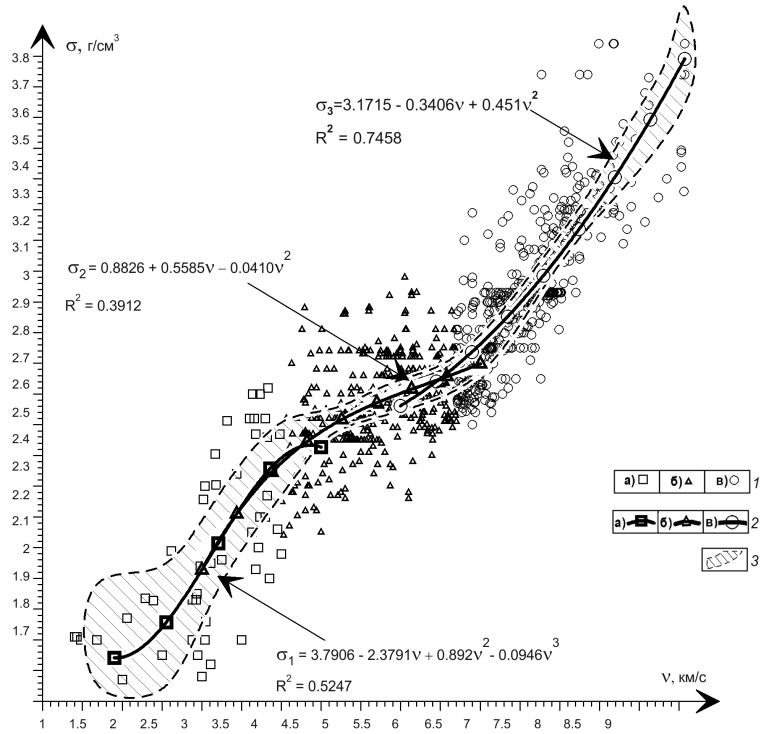 σ, г/см³
3.8
3.7
3.6
3.5
3.4
3.3
3.2
3.1
3
2.9
2.8
2.7
2.6
2.5
2.4
2.3
2.2
2.1
2
1.9
1.8
1.7
σ₃=3.1715 - 0.3406ν + 0.451ν²
R² = 0.7458
σ₂ = 0.8826 + 0.5585ν – 0.0410ν²
R² = 0.3912
а) б) в) 1
а) б) в) 2
3
σ₁ = 3.7906 - 2.3791ν + 0.892ν² - 0.0946ν³
R² = 0.5247
ν, км/с
1 1.5 2 2.5 3 3.5 4 4.5 5 5.5 6 6.5 7 7.5 8 8.5 9